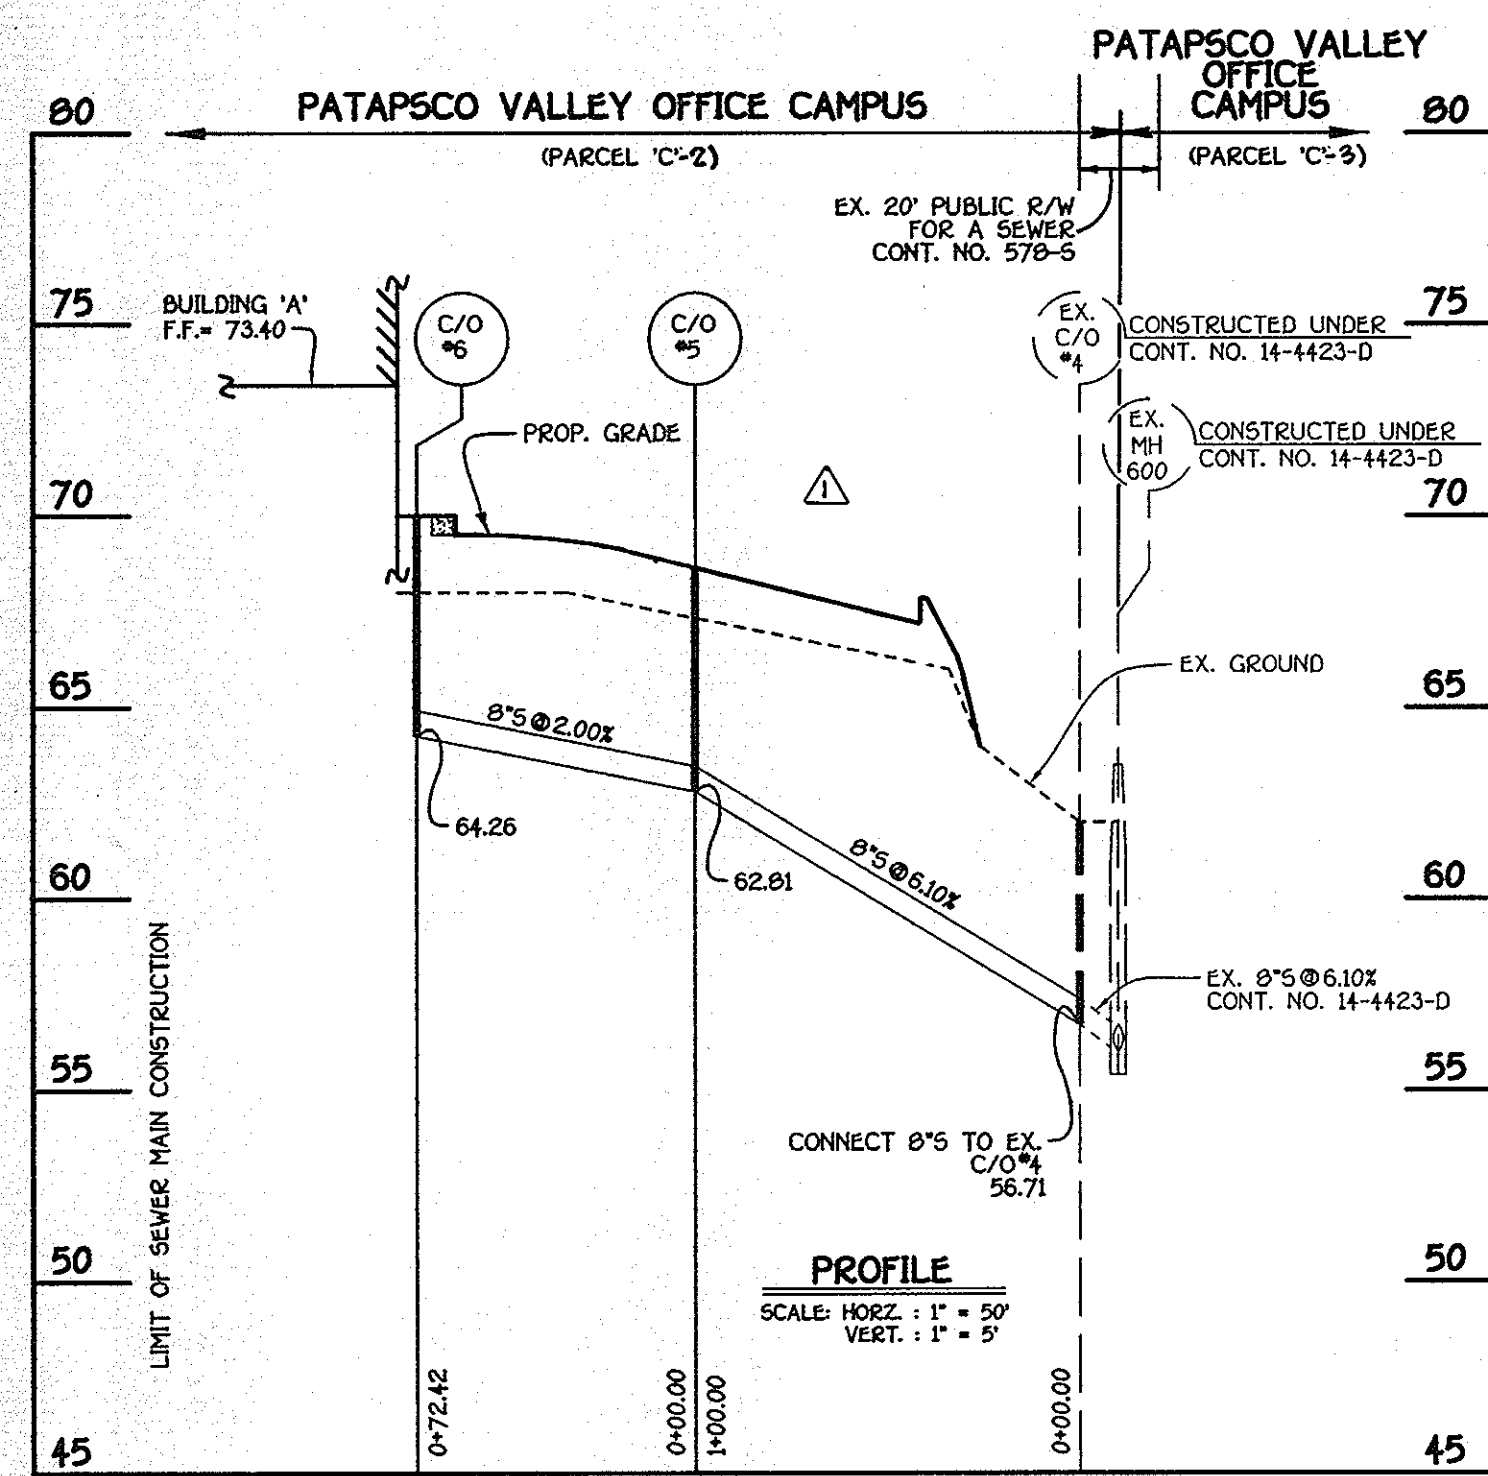 PATAPSCO VALLEY
OFFICE
CAMPUS
PATAPSCO VALLEY OFFICE CAMPUS
80
80
(PARCEL 'C'-2)
(PARCEL 'C'-3)
EX. 20' PUBLIC R/W
FOR A SEWER
CONT. NO. 578-S
75
75
BUILDING 'A'
F.F.= 73.40
C/O
#6
C/O
#5
EX.
C/O
#4
CONSTRUCTED UNDER
CONT. NO. 14-4423-D
EX.
MH
600
CONSTRUCTED UNDER
CONT. NO. 14-4423-D
PROP. GRADE
1
70
70
EX. GROUND
65
65
8"S@2.00%
64.26
62.81
8"S@6.10%
60
60
LIMIT OF SEWER MAIN CONSTRUCTION
EX. 8"S@6.10%
CONT. NO. 14-4423-D
55
55
CONNECT 8"S TO EX.
C/O#4
56.71
50
50
PROFILE
SCALE: HORZ. : 1" = 50'
VERT. : 1" = 5'
0+72.42
0+00.00
1+00.00
0+00.00
45
45